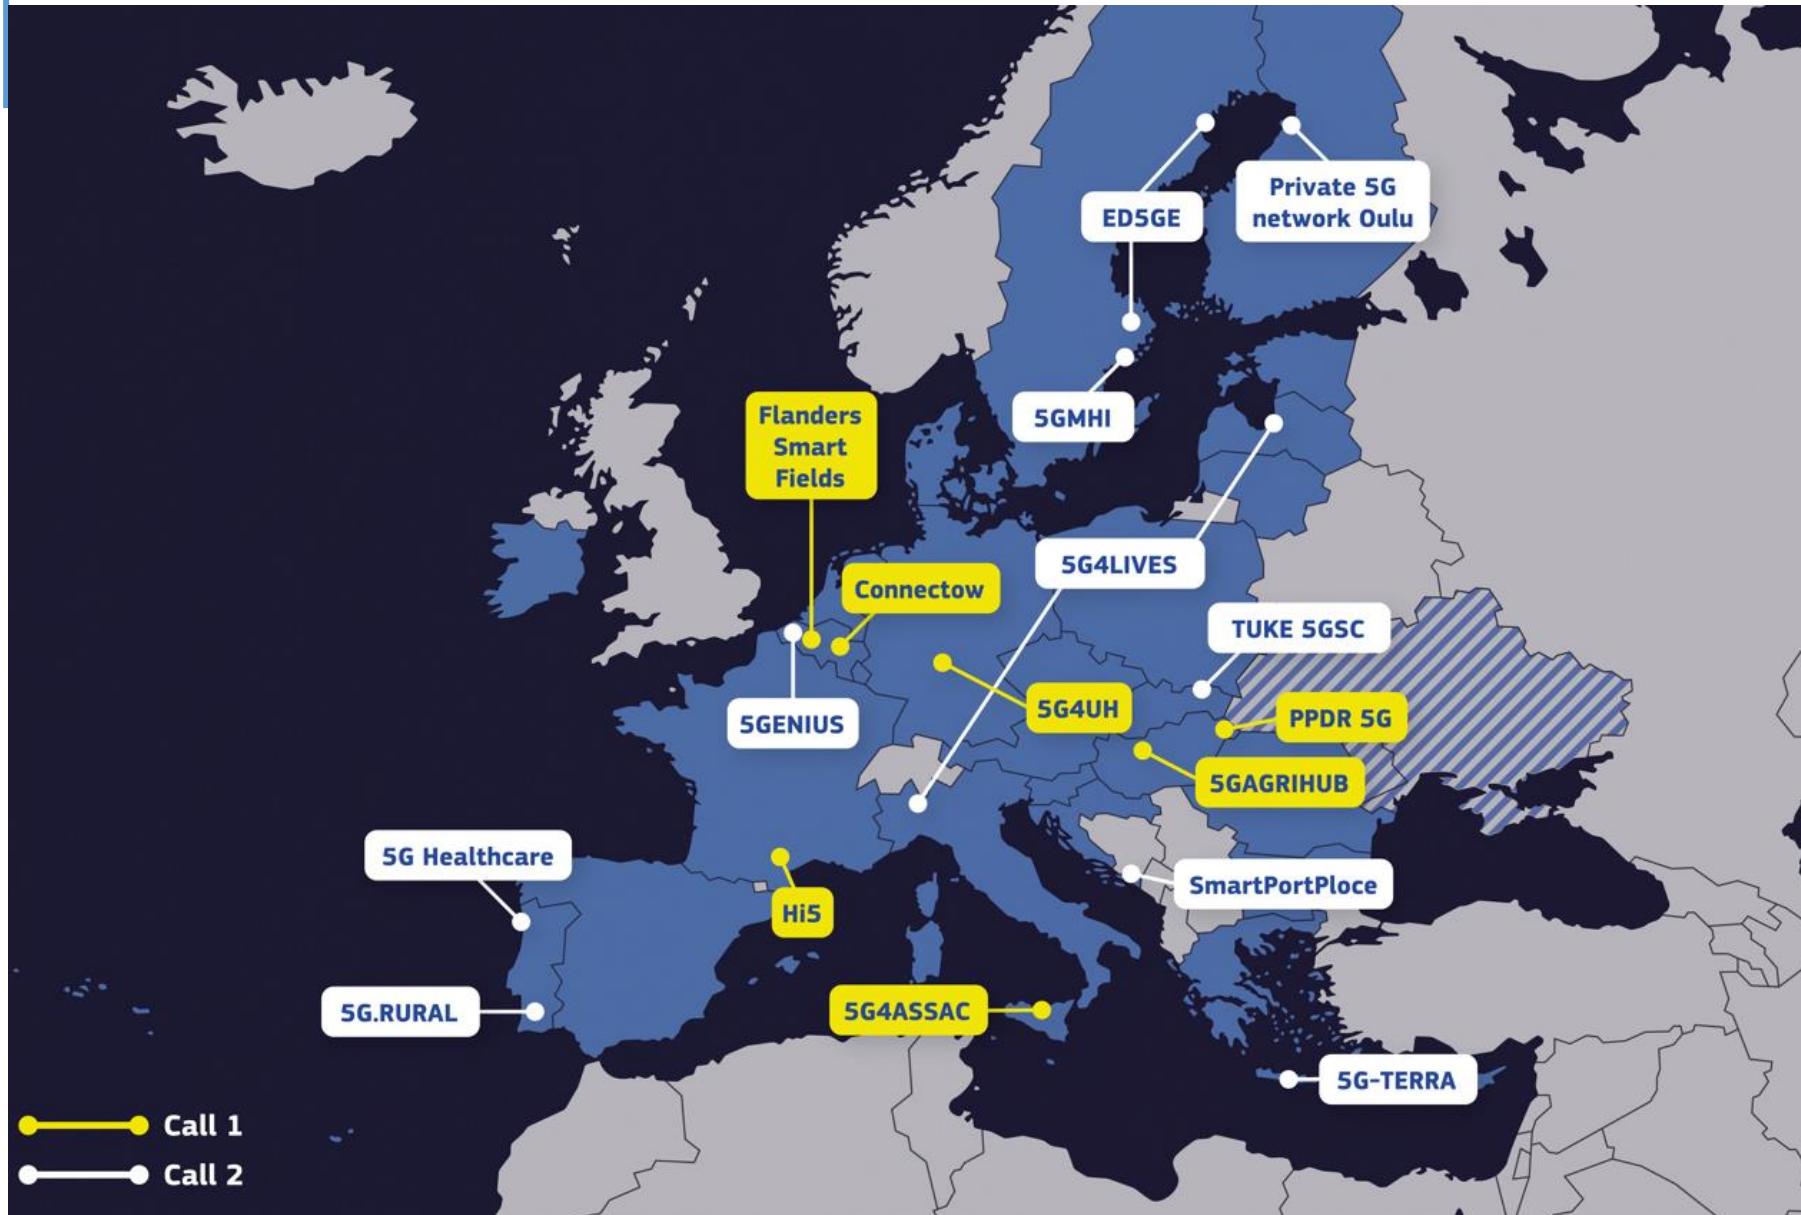 Private 5G
network Oulu
ED5GE
5GMHI
Flanders
Smart
Fields
5G4LIVES
Connectow
TUKE 5GSC
5G4UH
PPDR 5G
5GENIUS
5GAGRIHUB
5G Healthcare
SmartPortPloce
Hi5
5G.RURAL
5G4ASSAC
5G-TERRA
Call 1
Call 2